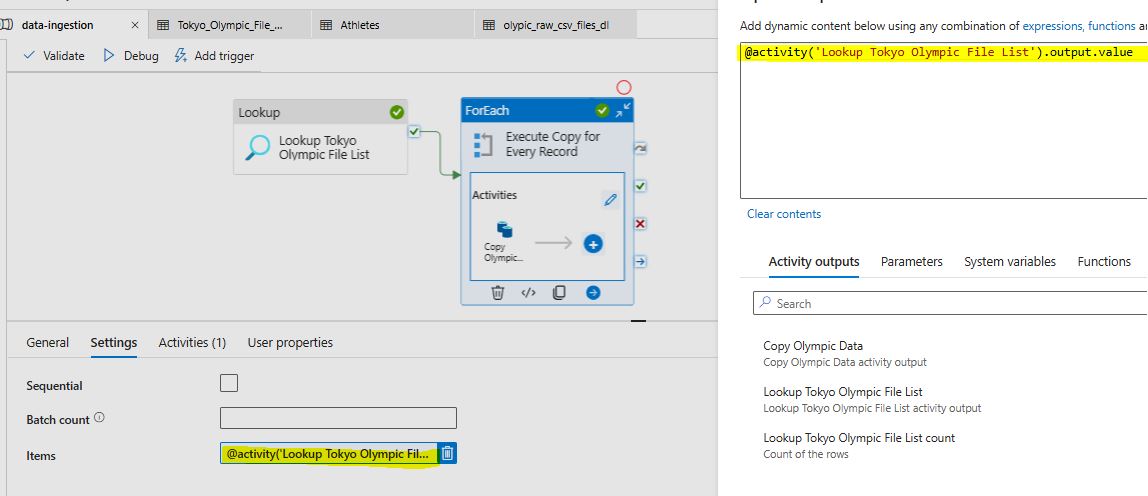 data-ingestion
Tokyo_Olympic_File_...
Athletes
olypic_raw_csv_files_dl
Validate
Debug
Add trigger
Lookup
Lookup Tokyo
Olympic File List
ForEach
Execute Copy for
Every Record
Activities
Copy
Olympic...
General
Settings
Activities (1)
User properties
Sequential
Batch count
Items
@activity('Lookup Tokyo Olympic Fil...
Add dynamic content below using any combination of expressions, functions
@activity('Lookup Tokyo Olympic File List').output.value
Clear contents
Activity outputs
Parameters
System variables
Functions
Search
Copy Olympic Data
Copy Olympic Data activity output
Lookup Tokyo Olympic File List
Lookup Tokyo Olympic File List activity output
Lookup Tokyo Olympic File List count
Count of the rows